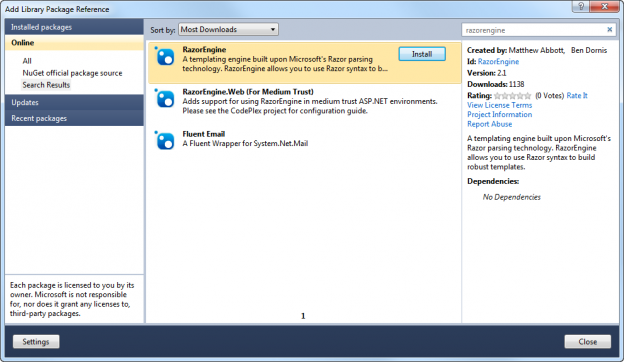 Add Library Package Reference
Installed packages
Online
All
NuGet official package source
Search Results
Updates
Recent packages
Each package is licensed to you by its
owner. Microsoft is not responsible
for, nor does it grant any licenses to,
third-party packages.
Sort by: Most Downloads
RazorEngine
A templating engine built upon Microsoft's Razor parsing
technology. RazorEngine allows you to use Razor syntax to b...
Install
RazorEngine.Web (For Medium Trust)
Adds support for using RazorEngine in medium trust ASP.NET environments.
Please see the CodePlex project for configuration guide.
Fluent Email
A Fluent Wrapper for System.Net.Mail
1
razorengine
Created by: Matthew Abbott, Ben Dornis
Id: RazorEngine
Version: 2.1
Downloads: 1138
Rating: (0 Votes) Rate It
View License Terms
Project Information
Report Abuse
A templating engine built upon Microsoft's
Razor parsing technology. RazorEngine
allows you to use Razor syntax to build
robust templates.
Dependencies:
No Dependencies
Settings
Close